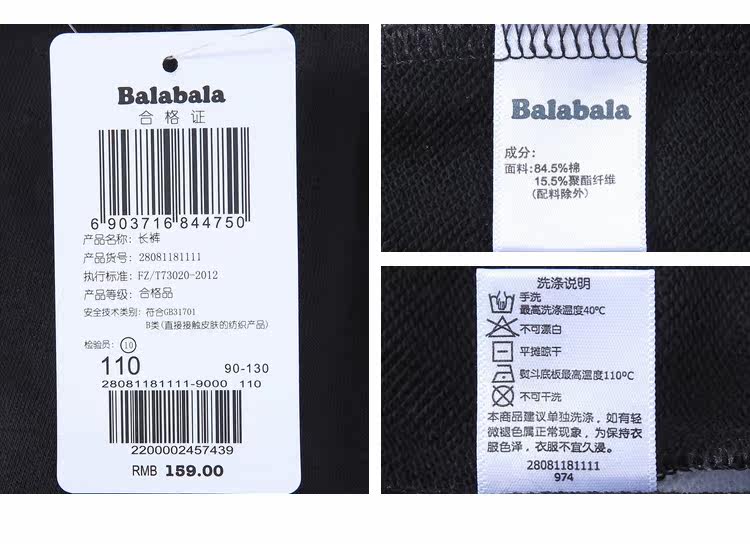 Balabala
合格证
6 903716 844750
产品名称：长裤
产品货号：28081181111
执行标准：FZ/T73020-2012
产品等级：合格品
安全技术类别：符合GB31701
B类(直接接触皮肤的纺织产品)
检验员：10
110 90-130
28081181111-9000 110
2200002457439
RMB 159.00
Balabala
成分：
面料:84.5%棉
15.5%聚酯纤维
(配料除外)
洗涤说明
手洗
最高洗涤温度40℃
不可漂白
平摊晾干
熨斗底板最高温度110℃
不可干洗
本商品建议单独洗涤，如有轻
微褪色属正常现象，为保持衣
服色泽，衣服不宜久浸。
28081181111
974